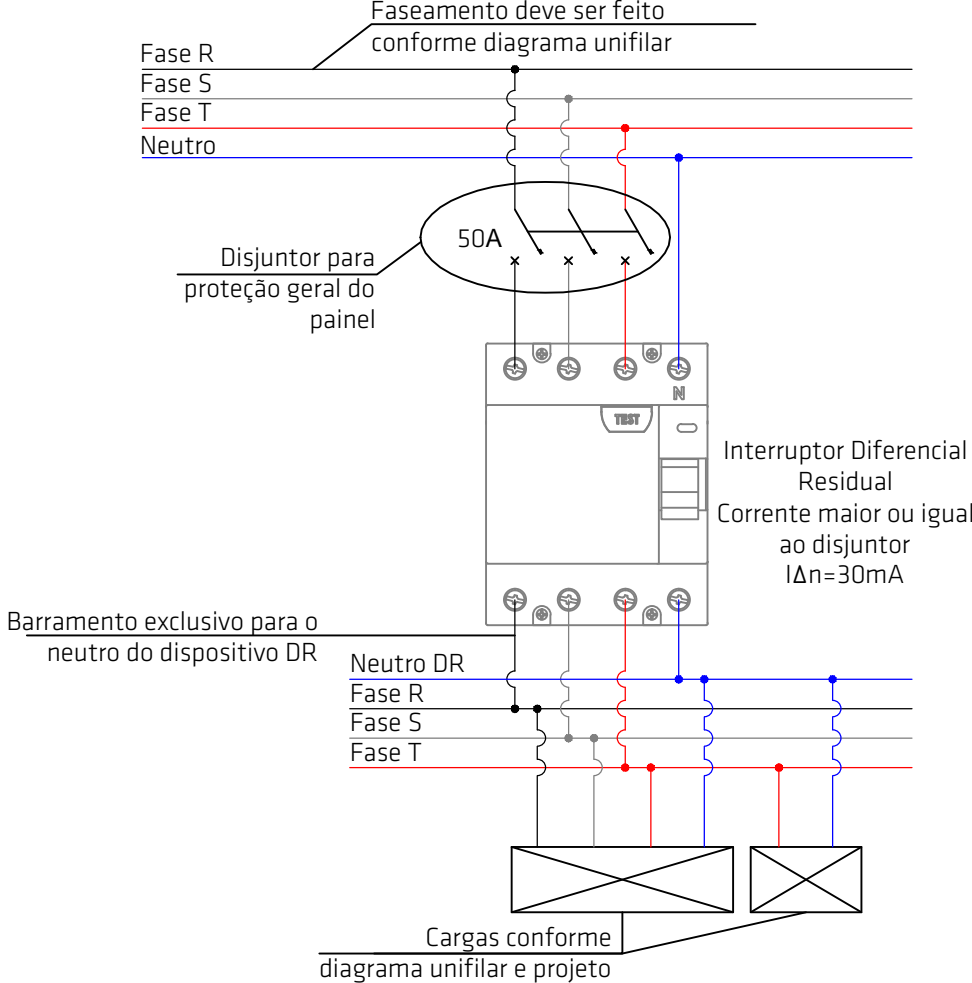 Faseamento deve ser feito
conforme diagrama unifilar
Fase R
Fase S
Fase T
Neutro
50A
Disjuntor para
proteção geral do
painel
N
TEST
Interruptor Diferencial
Residual
Corrente maior ou igual
ao disjuntor
IΔn=30mA
Barramento exclusivo para o
neutro do dispositivo DR
Neutro DR
Fase R
Fase S
Fase T
Cargas conforme
diagrama unifilar e projeto